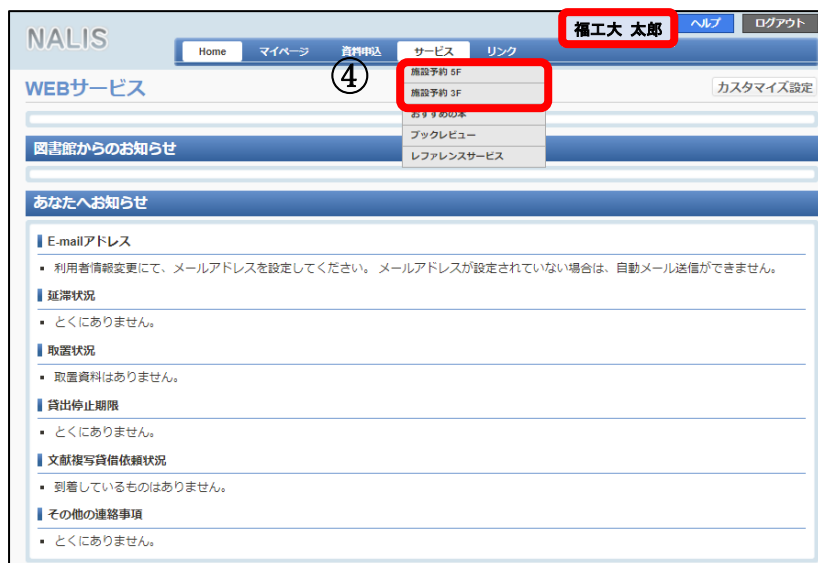 NALIS
福工大 太郎
ヘルプ
ログアウト
Home マイページ 資料申込 サービス リンク
④
施設予約 5F
施設予約 3F
おすすめの本
ブックレビュー
レファレンスサービス
WEBサービス
カスタマイズ設定
図書館からのお知らせ
あなたへお知らせ
E-mailアドレス
▪ 利用者情報変更にて、メールアドレスを設定してください。 メールアドレスが設定されていない場合は、自動メール送信ができません。
延滞状況
▪ とくにありません。
取置状況
▪ 取置資料はありません。
貸出停止期限
▪ とくにありません。
文献複写貸借依頼状況
▪ 到着しているものはありません。
その他の連絡事項
▪ とくにありません。